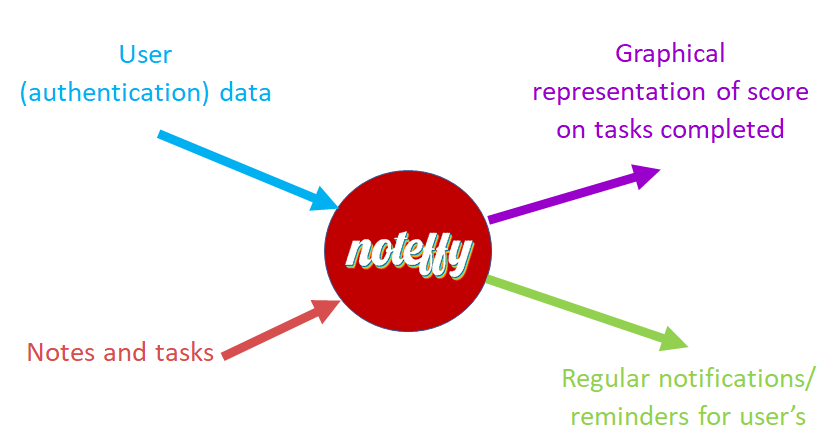 User
(authentication) data
Graphical
representation of score
on tasks completed
noteffy
Notes and tasks
Regular notifications/
reminders for user’s